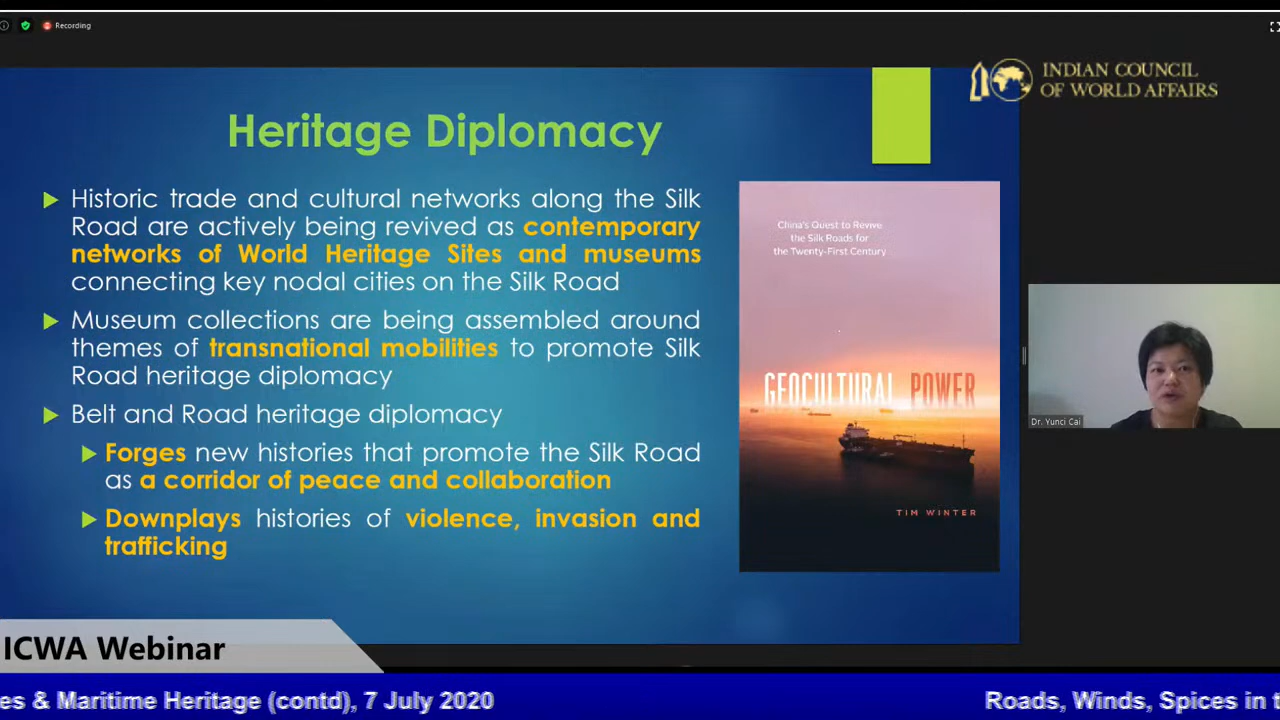 Recording
INDIAN COUNCIL
OF WORLD AFFAIRS
Heritage Diplomacy
Historic trade and cultural networks along the Silk
Road are actively being revived as contemporary
networks of World Heritage Sites and museums
connecting key nodal cities on the Silk Road
Museum collections are being assembled around
themes of transnational mobilities to promote Silk
Road heritage diplomacy
Belt and Road heritage diplomacy
Forges new histories that promote the Silk Road
as a corridor of peace and collaboration
Downplays histories of violence, invasion and
trafficking
China's Quest to Revive
the Silk Roads for
the Twenty-First Century
GEOCULTURAL POWER
TIM WINTER
Dr. Yunci Cai
ICWA Webinar
es & Maritime Heritage (contd), 7 July 2020
Roads, Winds, Spices in t